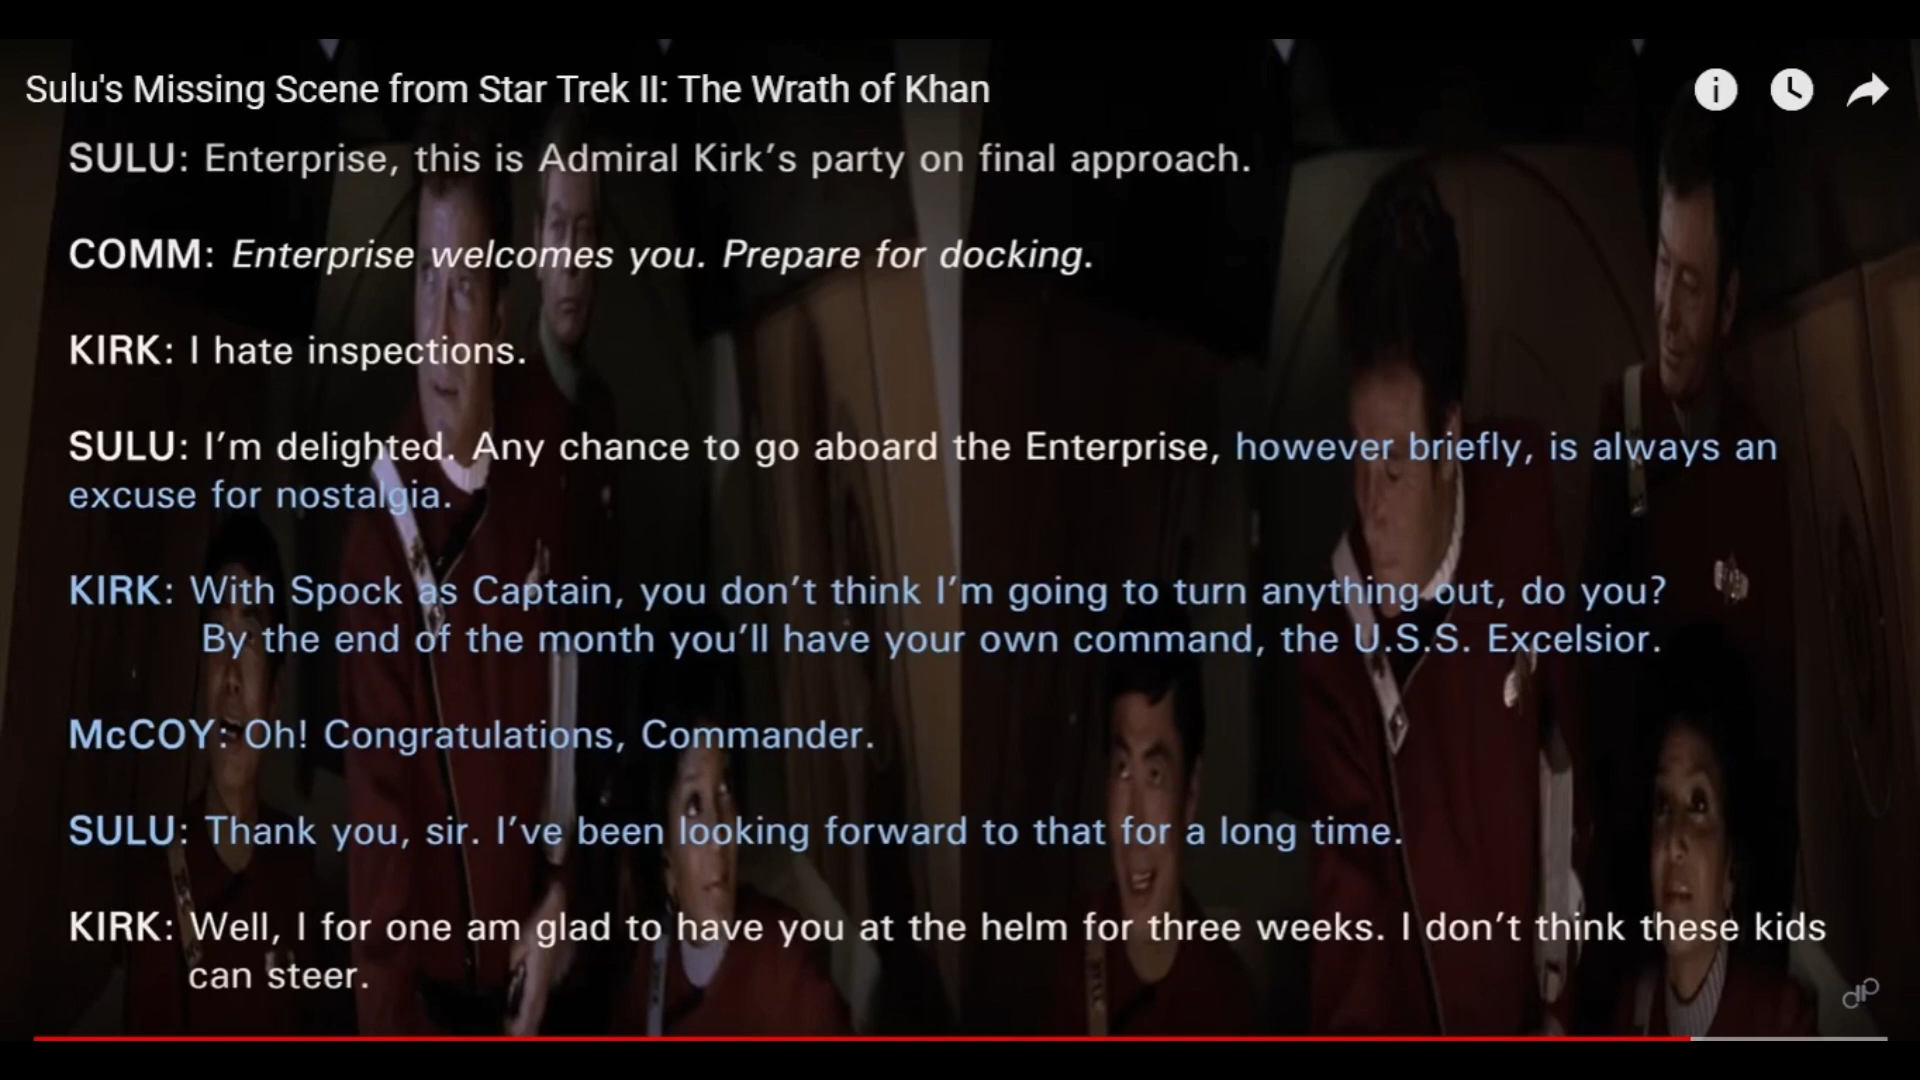 Sulu's Missing Scene from Star Trek II: The Wrath of Khan
SULU: Enterprise, this is Admiral Kirk's party on final approach.
COMM: Enterprise welcomes you. Prepare for docking.
KIRK: I hate inspections.
SULU: I'm delighted. Any chance to go aboard the Enterprise, however briefly, is always an
excuse for nostalgia.
KIRK: With Spock as Captain, you don't think I'm going to turn anything out, do you?
By the end of the month you'll have your own command, the U.S.S. Excelsior.
McCOY: Oh! Congratulations, Commander.
SULU: Thank you, sir. I've been looking forward to that for a long time.
KIRK: Well, I for one am glad to have you at the helm for three weeks. I don't think these kids
can steer.